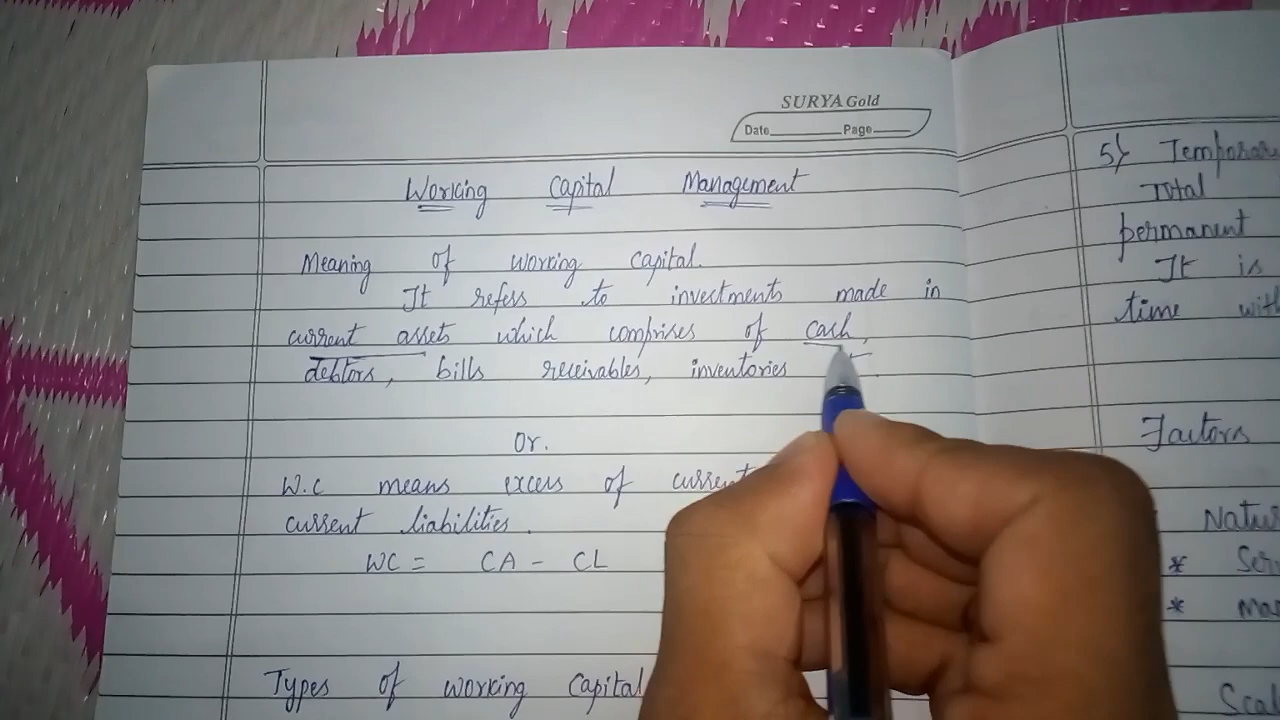 SURYA Gold
Date Page
Working Capital Management
Meaning of working capital.
It refers to investments made in
current assets which comprises of cash,
debtors, bills receivables, inventories
Or.
W.C means excess of current
current liabilities.
WC = CA - CL
Types of working Capital
5) Temporar
Total
permanent
It is
time with
Factors
Natu
* Ser
* Ma
Scal